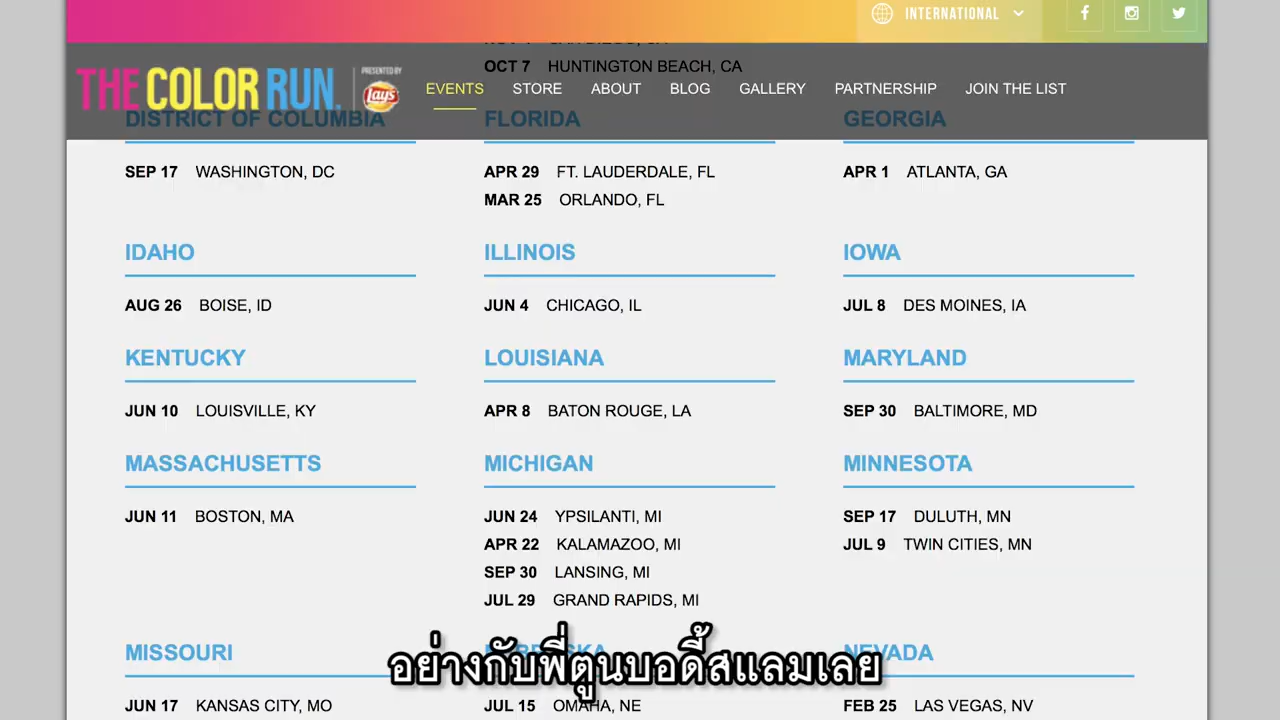 INTERNATIONAL
OCT 7 HUNTINGTON BEACH, CA
THE COLOR RUN. PRESENTED BY Lay's
EVENTS STORE ABOUT BLOG GALLERY PARTNERSHIP JOIN THE LIST
DISTRICT OF COLUMBIA FLORIDA GEORGIA
SEP 17 WASHINGTON, DC APR 29 FT. LAUDERDALE, FL APR 1 ATLANTA, GA
MAR 25 ORLANDO, FL
IDAHO ILLINOIS IOWA
AUG 26 BOISE, ID JUN 4 CHICAGO, IL JUL 8 DES MOINES, IA
KENTUCKY LOUISIANA MARYLAND
JUN 10 LOUISVILLE, KY APR 8 BATON ROUGE, LA SEP 30 BALTIMORE, MD
MASSACHUSETTS MICHIGAN MINNESOTA
JUN 11 BOSTON, MA JUN 24 YPSILANTI, MI SEP 17 DULUTH, MN
APR 22 KALAMAZOO, MI JUL 9 TWIN CITIES, MN
SEP 30 LANSING, MI
JUL 29 GRAND RAPIDS, MI
MISSOURI NEVADA
อย่างกับพี่ตูนบอดี้สแลมเลย
JUN 17 KANSAS CITY, MO JUL 15 OMAHA, NE FEB 25 LAS VEGAS, NV